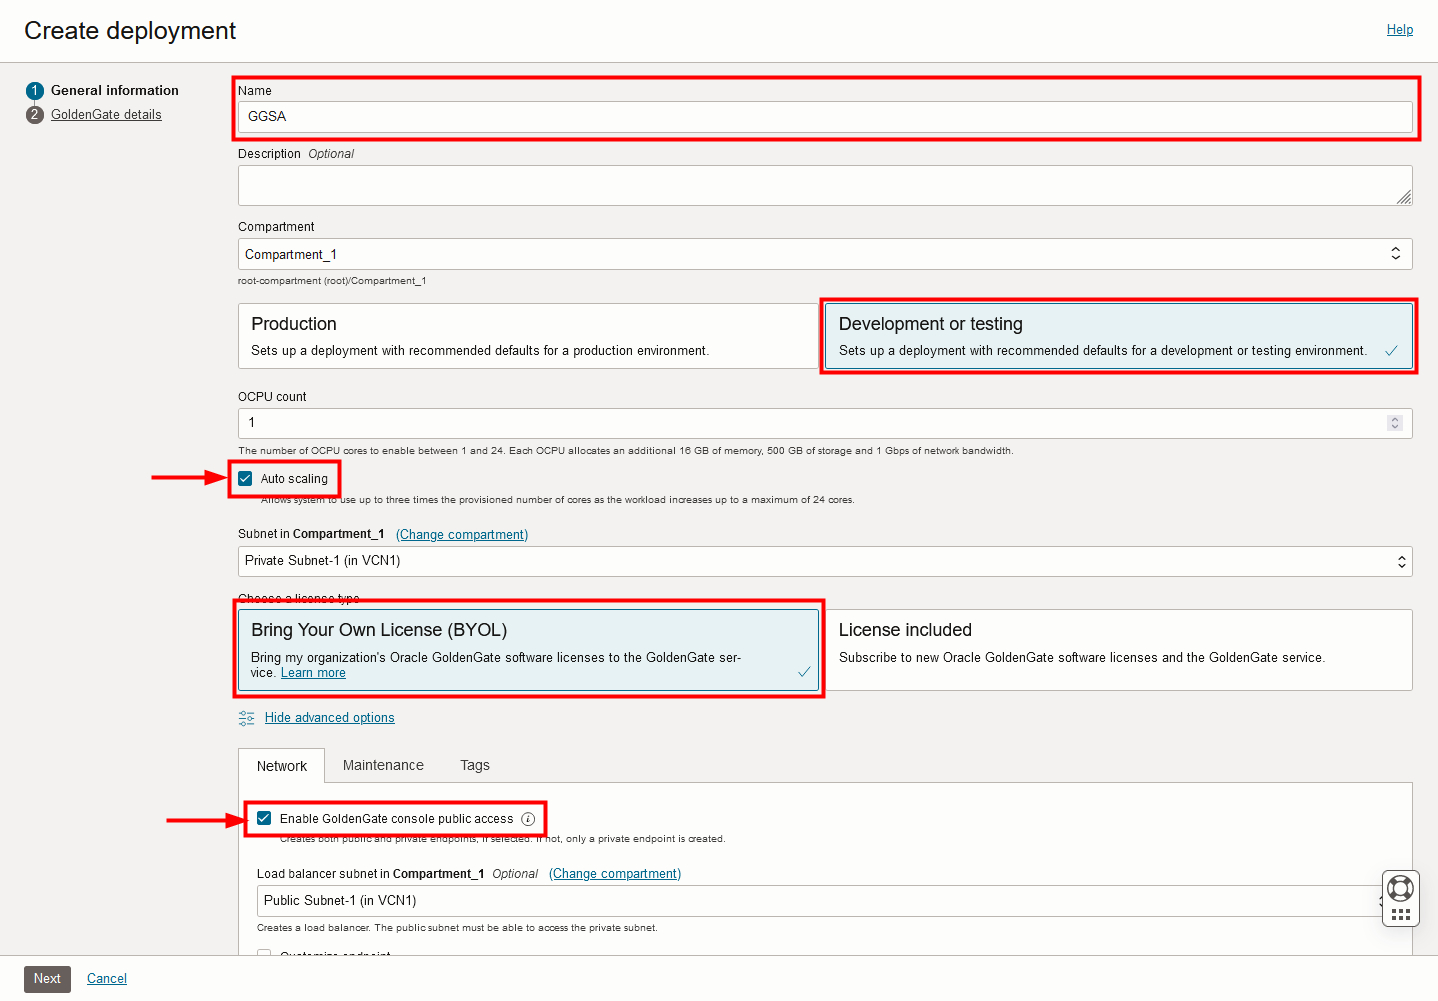 Create deployment
Help
1 General information
2 GoldenGate details
Name
GGSA
Description Optional
Compartment
Compartment_1
root-compartment (root)/Compartment_1
Production
Sets up a deployment with recommended defaults for a production environment.
Development or testing
Sets up a deployment with recommended defaults for a development or testing environment.
OCPU count
1
The number of OCPU cores to enable between 1 and 24. Each OCPU allocates an additional 16 GB of memory, 500 GB of storage and 1 Gbps of network bandwidth.
Auto scaling
Allows system to use up to three times the provisioned number of cores as the workload increases up to a maximum of 24 cores.
Subnet in Compartment_1 (Change compartment)
Private Subnet-1 (in VCN1)
Choose a license type
Bring Your Own License (BYOL)
Bring my organization's Oracle GoldenGate software licenses to the GoldenGate ser-
vice. Learn more
License included
Subscribe to new Oracle GoldenGate software licenses and the GoldenGate service.
Hide advanced options
Network
Maintenance
Tags
Enable GoldenGate console public access
Creates both public and private endpoints, if selected. If not, only a private endpoint is created.
Load balancer subnet in Compartment_1 Optional (Change compartment)
Public Subnet-1 (in VCN1)
Creates a load balancer. The public subnet must be able to access the private subnet.
Customize endpoint
Next
Cancel